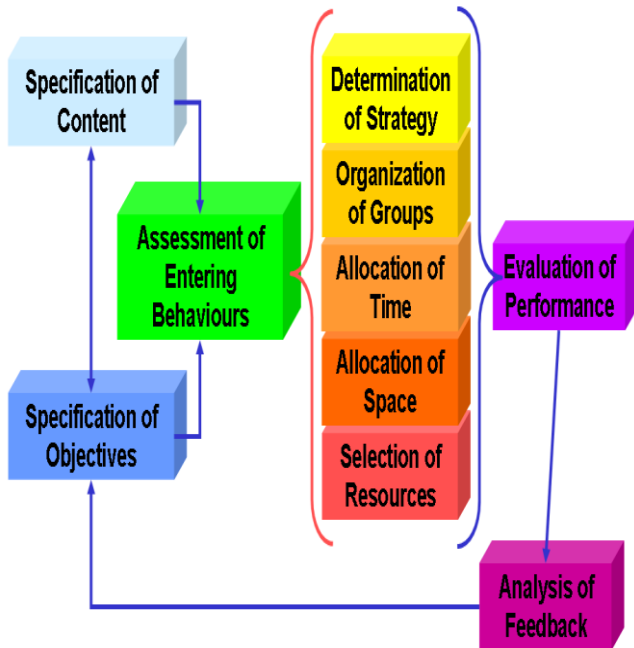 Specification of
Content
Specification of
Objectives
Assessment of
Entering
Behaviours
Determination
of Strategy
Organization
of Groups
Allocation of
Time
Allocation of
Space
Selection of
Resources
Evaluation of
Performance
Analysis of
Feedback